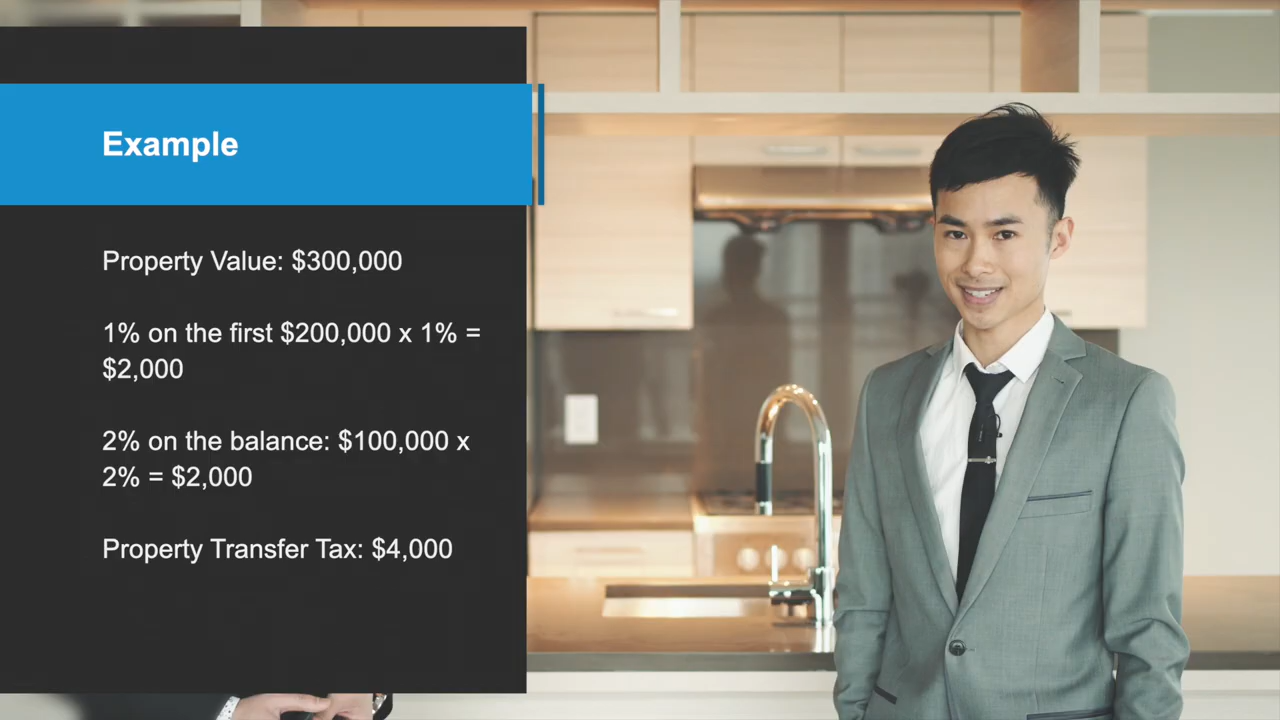 Example
Property Value: $300,000
1% on the first $200,000 x 1% =
$2,000
2% on the balance: $100,000 x
2% = $2,000
Property Transfer Tax: $4,000